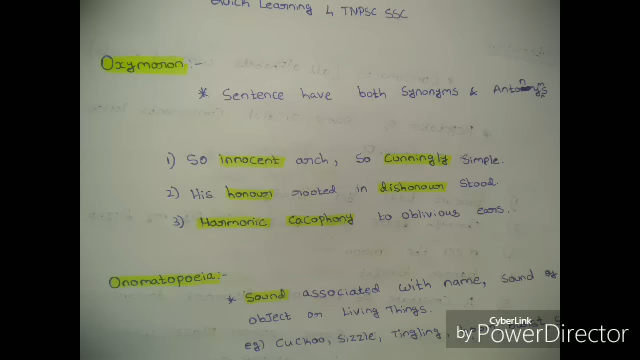 Quick Learning 4 TNPSC SSC
Oxymoron :-
* Sentence have both Synonyms & Antonyms
1) So innocent arch, so cunningly simple.
2) His honour rooted in dishonour stood.
3) Harmonic cacophony to oblivious ears.
Onomatopoeia :-
* Sound associated with name, sound of
object or Living Things.
eg) Cuckoo, Sizzle, Tingling,
CyberLink
by PowerDirector